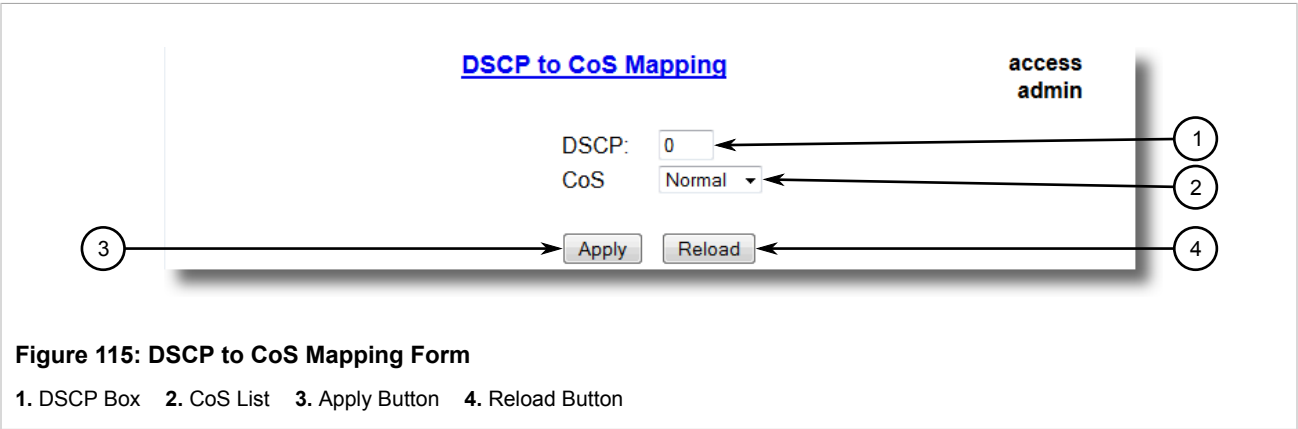 DSCP to CoS Mapping
access
admin
DSCP: 0
1
CoS Normal
2
3
Apply Reload
4
Figure 115: DSCP to CoS Mapping Form
1. DSCP Box 2. CoS List 3. Apply Button 4. Reload Button